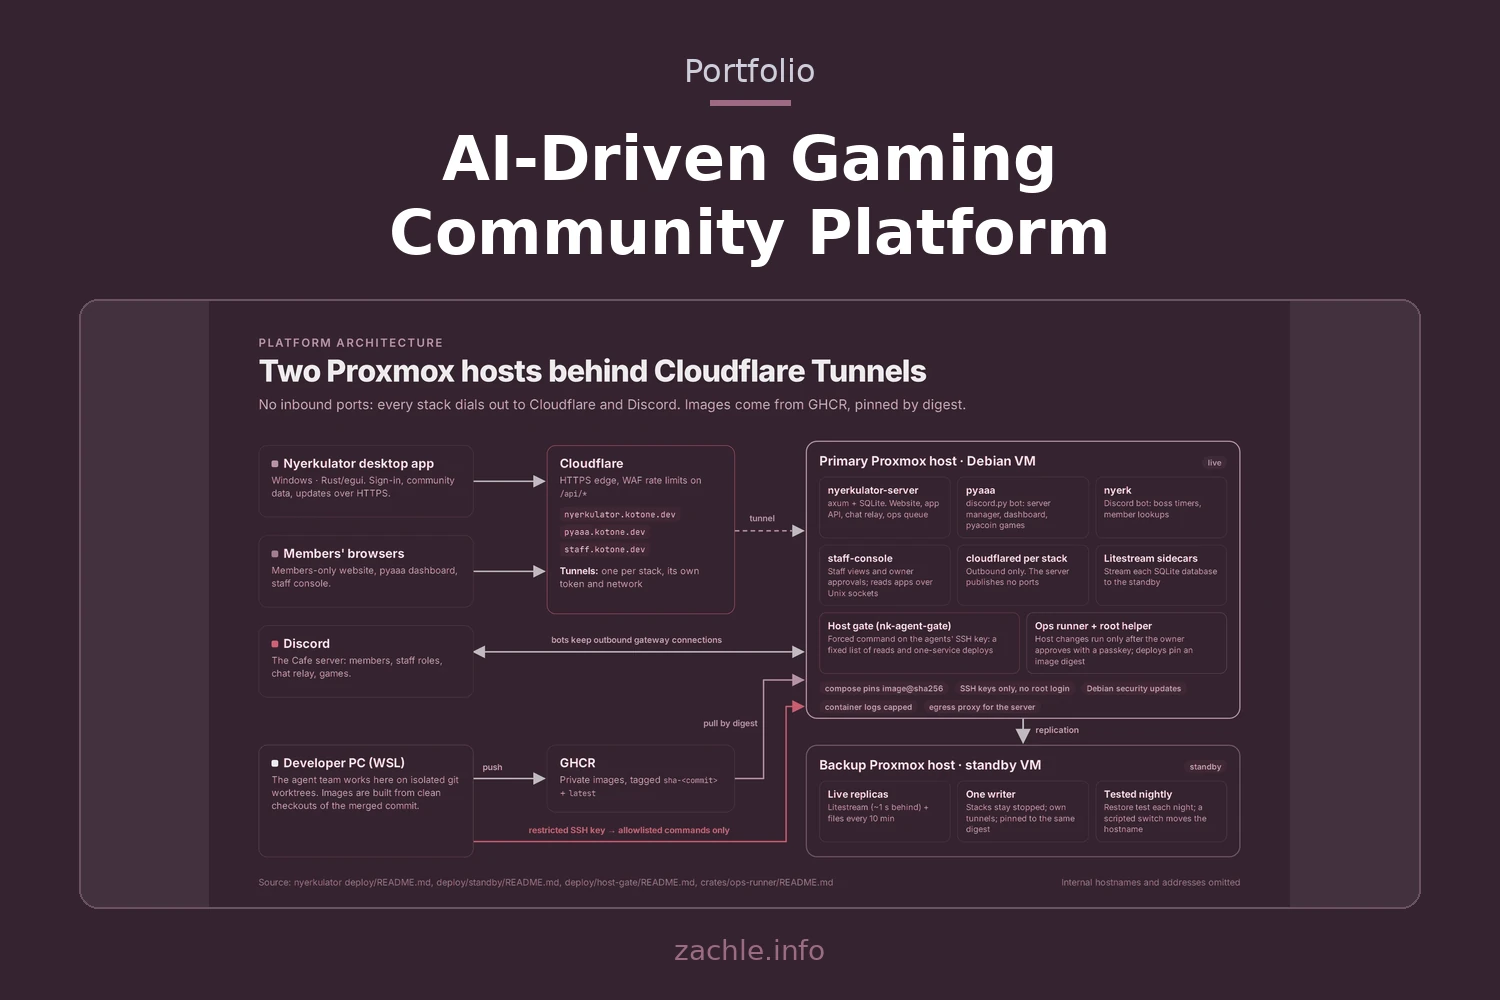 Portfolio
AI-Driven Gaming
Community Platform
PLATFORM ARCHITECTURE
Two Proxmox hosts behind Cloudflare Tunnels
No inbound ports: every stack dials out to Cloudflare and Discord. Images come from GHCR, pinned by digest.
Nyerkulator desktop app
Windows · Rust/egui. Sign-in, community
data, updates over HTTPS.
Members' browsers
Members-only website, pyaaa dashboard,
staff console.
Discord
The Cafe server: members, staff roles,
chat relay, games.
Developer PC (WSL)
The agent team works here on isolated git
worktrees. Images are built from clean
checkouts of the merged commit.
Cloudflare
HTTPS edge, WAF rate limits on
/api/*
nyerkulator.kotone.dev
pyaaa.kotone.dev
staff.kotone.dev
Tunnels: one per stack, its own
token and network
tunnel
bots keep outbound gateway connections
pull by digest
push
GHCR
Private images, tagged sha-<commit>
+ latest
restricted SSH key → allowlisted commands only
Primary Proxmox host · Debian VM
live
nyerkulator-server
axum + SQLite. Website, app
API, chat relay, ops queue
pyaaa
discord.py bot: server
manager, dashboard,
pyacoin games
nyerk
Discord bot: boss timers,
member lookups
staff-console
Staff views and owner
approvals; reads apps over
Unix sockets
cloudflared per stack
Outbound only. The server
publishes no ports
Litestream sidecars
Stream each SQLite database
to the standby
Host gate (nk-agent-gate)
Forced command on the agents' SSH key: a
fixed list of reads and one-service deploys
Ops runner + root helper
Host changes run only after the owner
approves with a passkey; deploys pin an
image digest
compose pins image@sha256
SSH keys only, no root login
Debian security updates
container logs capped
egress proxy for the server
replication
Backup Proxmox host · standby VM
standby
Live replicas
Litestream (~1 s behind) +
files every 10 min
One writer
Stacks stay stopped; own
tunnels; pinned to the same
digest
Tested nightly
Restore test each night; a
scripted switch moves the
hostname
Source: nyerkulator deploy/README.md, deploy/standby/README.md, deploy/host-gate/README.md, crates/ops-runner/README.md
Internal hostnames and addresses omitted
zachle.info